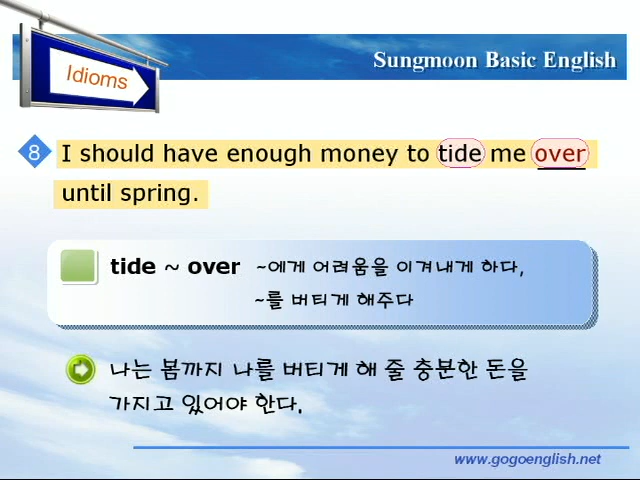 Sungmoon Basic English
Idioms
8 I should have enough money to tide me over
until spring.
tide ~ over ~에게 어려움을 이겨내게 하다,
~를 버티게 해주다
나는 봄까지 나를 버티게 해 줄 충분한 돈을
가지고 있어야 한다.
www.gogoenglish.net